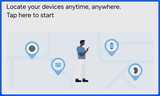 Locate your devices anytime, anywhere.
Tap here to start